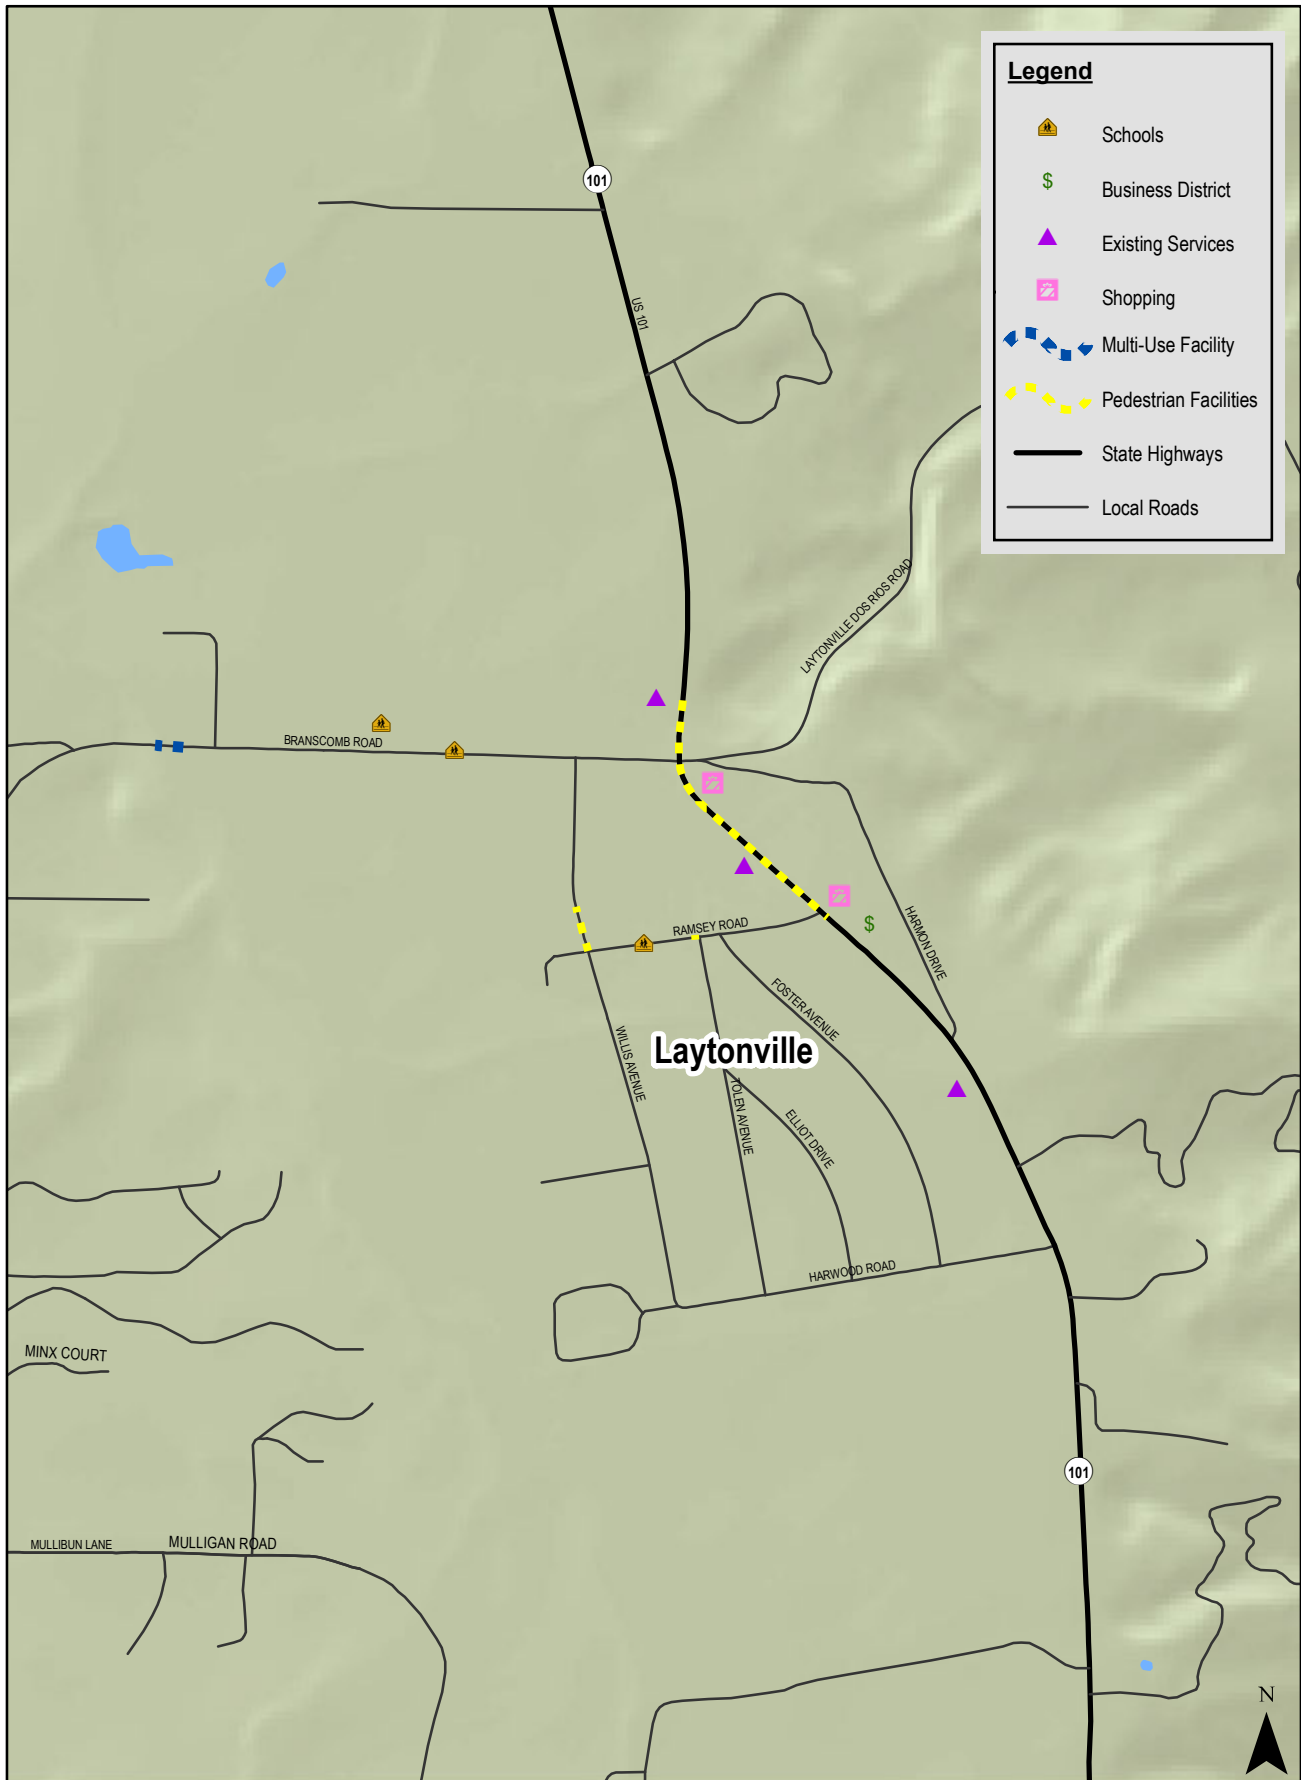 Legend
Schools
$ Business District
Existing Services
Shopping
Multi-Use Facility
Pedestrian Facilities
State Highways
Local Roads
101
US 101
LAYTONVILLE DOS RIOS ROAD
BRANSCOMB ROAD
$
RAMSEY ROAD
HARMON DRIVE
FOSTER AVENUE
WILLIS AVENUE
Laytonville
TOLEN AVENUE
ELLIOT DRIVE
HARWOOD ROAD
MINX COURT
101
MULLIBUN LANE
MULLIGAN ROAD
N